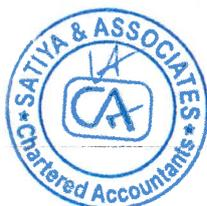 SATIYA & ASSOCIATES
CA
Chartered Accountants